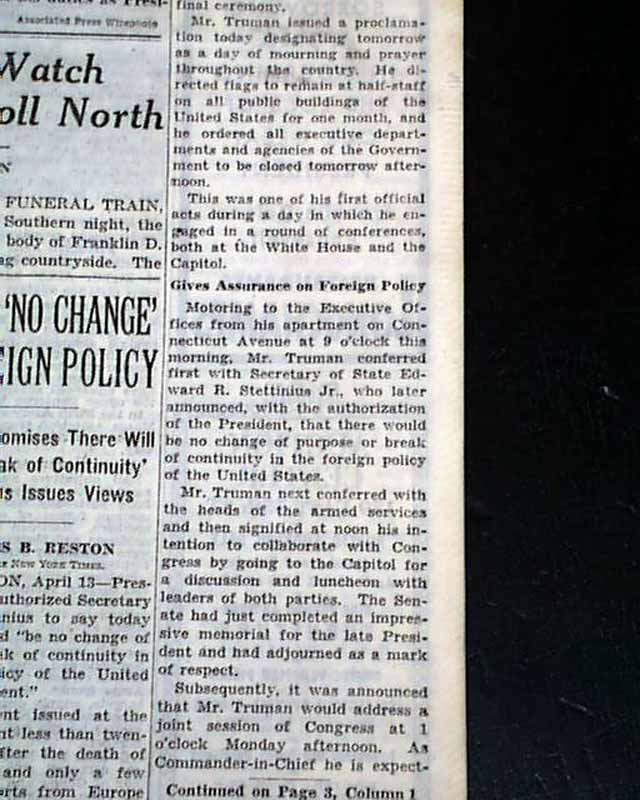 Associated Press Wirephoto
Watch
oll North
N
FUNERAL TRAIN,
Southern night, the
body of Franklin D.
countryside. The
'NO CHANGE'
EIGN POLICY
omises There Will
ak of Continuity'
Issues Views
S B. RESTON
NEW YORK TIMES.
ON, April 13—Pres-
uthorized Secretary
nius to say today
d "be no change of
ak of continuity in
icy of the United
ent."
nt issued at the
nt less than twen-
fter the death of
and only a few
rts from Europe
final ceremony.
Mr. Truman issued a proclama-
tion today designating tomorrow
as a day of mourning and prayer
throughout the country. He di-
rected flags to remain at half-staff
on all public buildings of the
United States for one month, and
he ordered all executive depart-
ments and agencies of the Govern-
ment to be closed tomorrow after-
noon.
This was one of his first official
acts during a day in which he en-
gaged in a round of conferences,
both at the White House and the
Capitol.
Gives Assurance on Foreign Policy
Motoring to the Executive Of-
fices from his apartment on Con-
necticut Avenue at 9 o'clock this
morning, Mr. Truman conferred
first with Secretary of State Ed-
ward R. Stettinius Jr., who later
announced, with the authorization
of the President, that there would
be no change of purpose or break
of continuity in the foreign policy
of the United States.
Mr. Truman next conferred with
the heads of the armed services
and then signified at noon his in-
tention to collaborate with Con-
gress by going to the Capitol for
a discussion and luncheon with
leaders of both parties. The Sen-
ate had just completed an impres-
sive memorial for the late Presi-
dent and had adjourned as a mark
of respect.
Subsequently, it was announced
that Mr. Truman would address a
joint session of Congress at 1
o'clock Monday afternoon. As
Commander-in-Chief he is expect-
Continued on Page 3, Column 1